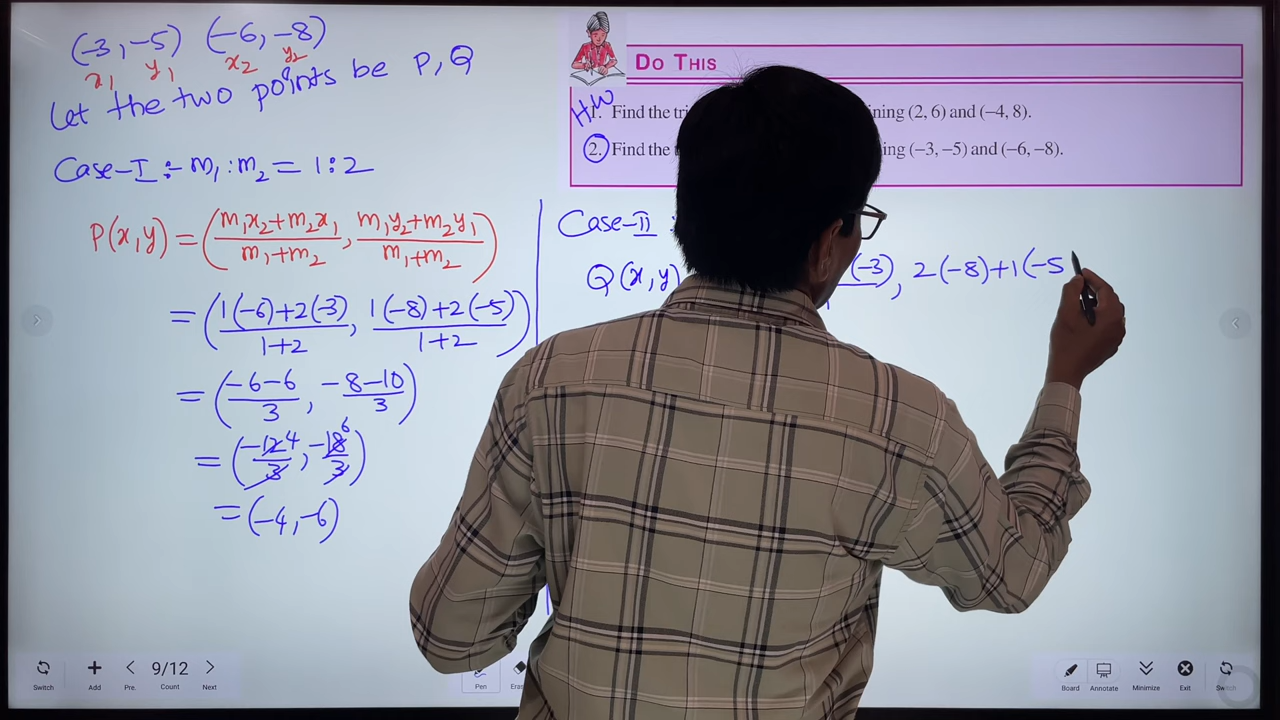 (-3, -5) (-6, -8)
x₁ y₁ x₂ y₂
Let the two points be P, Q
Case-I :- m₁ : m₂ = 1 : 2
P(x, y) = ((m₁x₂+m₂x₁)/(m₁+m₂), (m₁y₂+m₂y₁)/(m₁+m₂))
= ((1(-6)+2(-3))/(1+2), (1(-8)+2(-5))/(1+2))
= ((-6-6)/3, (-8-10)/3)
= (-12/3 4, -18/3 6)
= (-4, -6)
DO THIS
HW
1. Find the ning (2, 6) and (−4, 8).
2. Find the ing (−3, −5) and (−6, −8).
Case-II
Q(x, y) (-3), 2(-8)+1(-5
Switch
Add
Pre.
9/12
Count
Next
Pen
Board
Annotate
Minimize
Exit